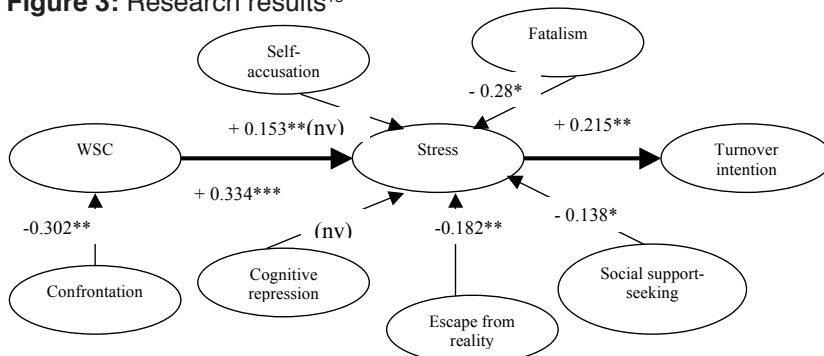 Figure 3: Research results
Self-
accusation
Fatalism
- 0.28*
+ 0.153**(nv)
+ 0.215**
WSC
Stress
Turnover
intention
+ 0.334***
-0.302**
(nv)
-0.182**
- 0.138*
Confrontation
Cognitive
repression
Social support-
seeking
Escape from
reality